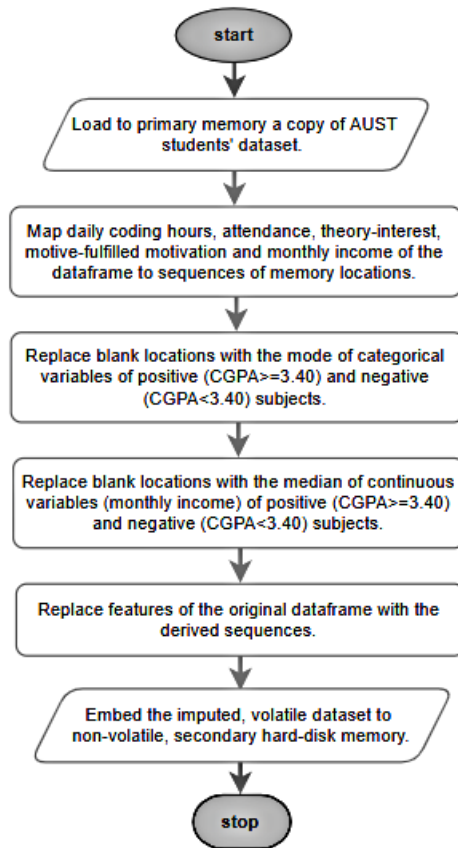 start
Load to primary memory a copy of AUST
students' dataset.
Map daily coding hours, attendance, theory-interest,
motive-fulfilled motivation and monthly income of the
dataframe to sequences of memory locations.
Replace blank locations with the mode of categorical
variables of positive (CGPA>=3.40) and negative
(CGPA<3.40) subjects.
Replace blank locations with the median of continuous
variables (monthly income) of positive (CGPA>=3.40)
and negative (CGPA<3.40) subjects.
Replace features of the original dataframe with the
derived sequences.
Embed the imputed, volatile dataset to
non-volatile, secondary hard-disk memory.
stop